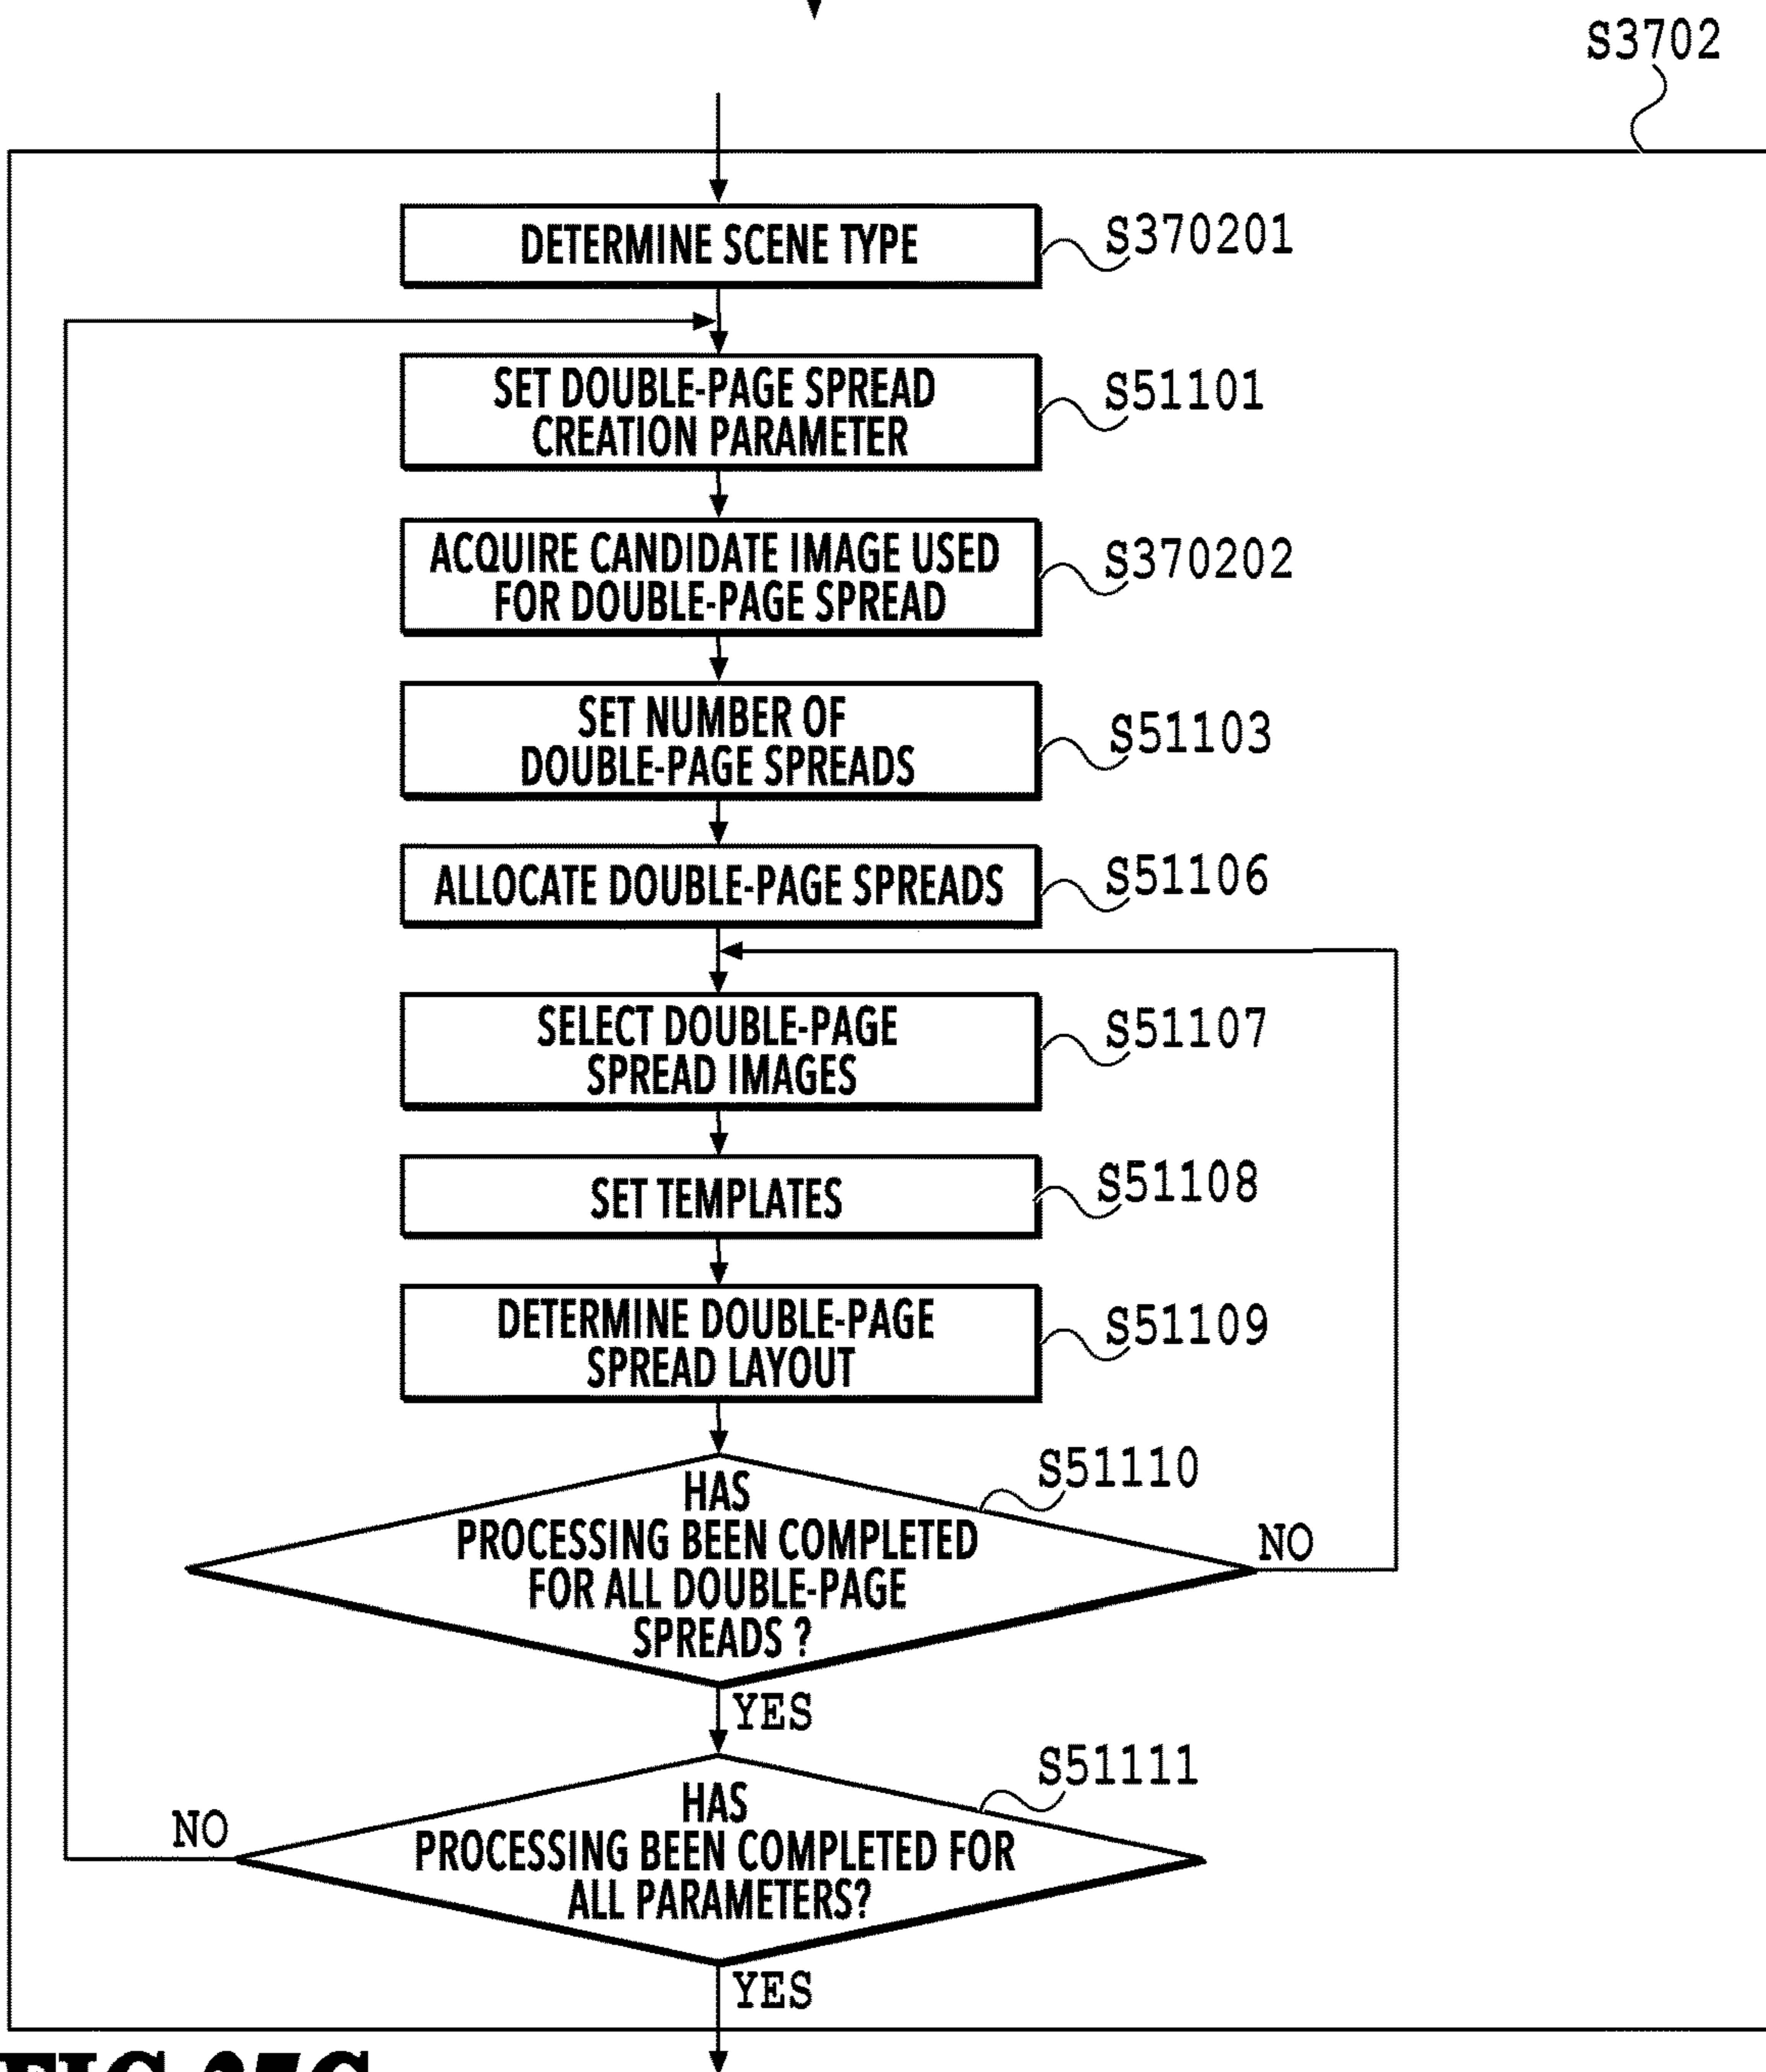 S3702
DETERMINE SCENE TYPE
S370201
SET DOUBLE-PAGE SPREAD
CREATION PARAMETER
S51101
ACQUIRE CANDIDATE IMAGE USED
FOR DOUBLE-PAGE SPREAD
S370202
SET NUMBER OF
DOUBLE-PAGE SPREADS
S51103
ALLOCATE DOUBLE-PAGE SPREADS
S51106
SELECT DOUBLE-PAGE
SPREAD IMAGES
S51107
SET TEMPLATES
S51108
DETERMINE DOUBLE-PAGE
SPREAD LAYOUT
S51109
HAS
PROCESSING BEEN COMPLETED
FOR ALL DOUBLE-PAGE
SPREADS ?
S51110
NO
YES
HAS
PROCESSING BEEN COMPLETED FOR
ALL PARAMETERS?
S51111
NO
YES